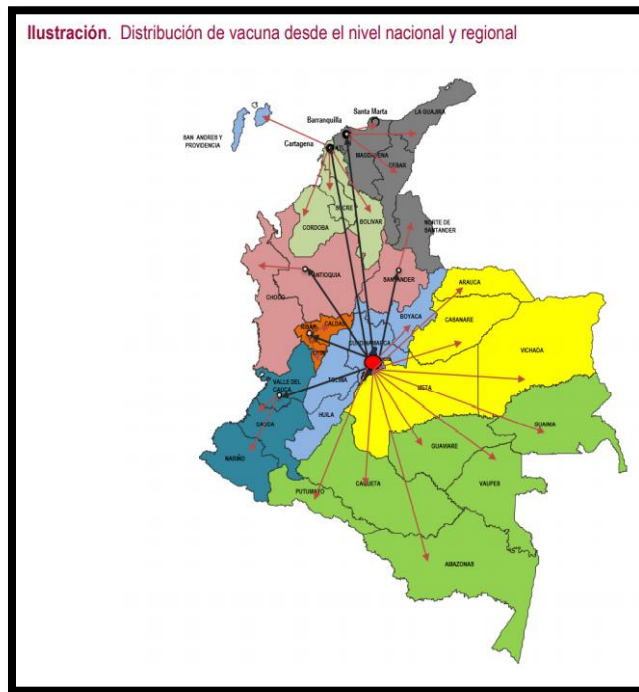 Ilustración. Distribución de vacuna desde el nivel nacional y regional
Santa Marta
LA GUAJIRA
Barranquilla
SAN ANDRES Y
PROVIDENCIA
Cartagena
MAGDALENA
CESAR
SUCRE
BOLIVAR
CORDOBA
NORTE DE
SANTANDER
ANTIOQUIA
SANTANDER
ARAUCA
CHOCO
CALDAS
BOYACA
CASANARE
CUNDINAMARCA
VICHADA
VALLE DEL
CAUCA
TOLIMA
META
HUILA
CAUCA
GUAINIA
NARIÑO
GUAVIARE
PUTUMAYO
CAQUETA
VAUPES
AMAZONAS